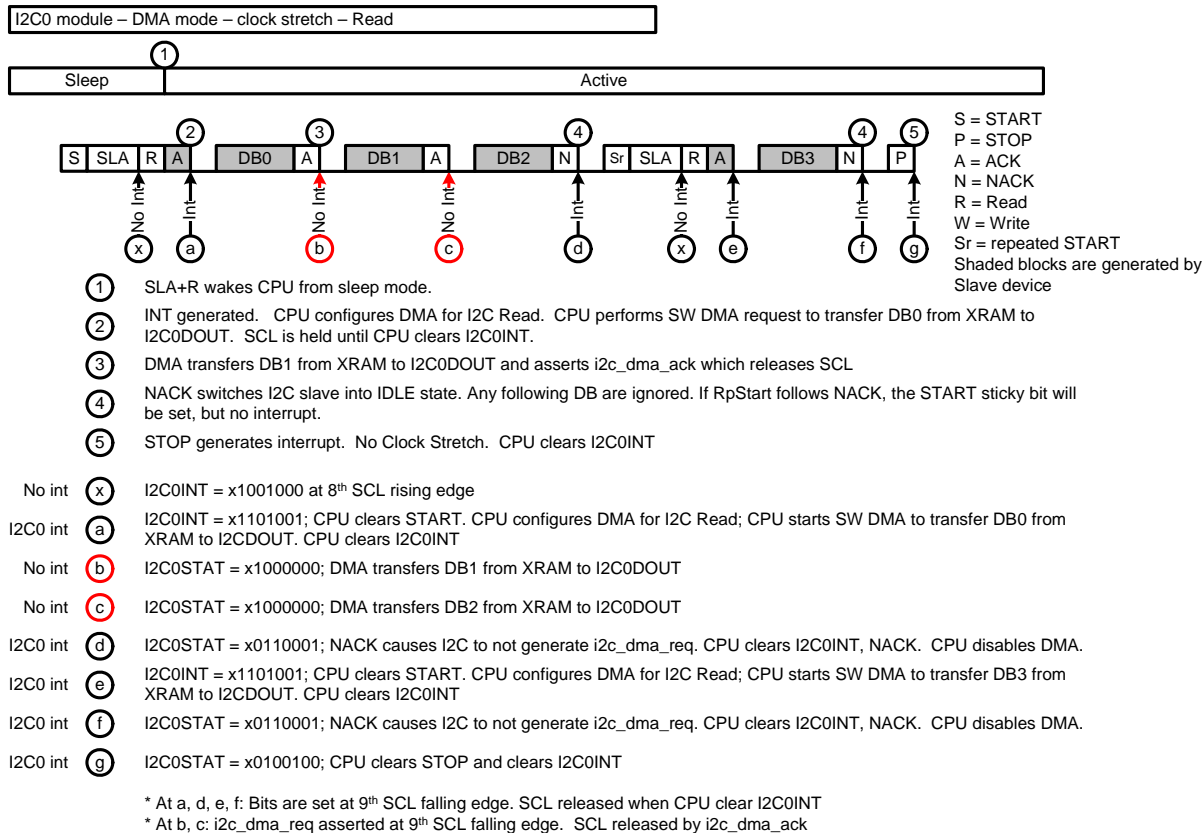 I2C0 module – DMA mode – clock stretch – Read
1
Sleep Active
2 3 4 4 5
S SLA R A DB0 A DB1 A DB2 N Sr SLA R A DB3 N P
No Int Int No Int No Int Int No Int Int Int Int
x a b c d x e f g
S = START
P = STOP
A = ACK
N = NACK
R = Read
W = Write
Sr = repeated START
Shaded blocks are generated by
Slave device
1 SLA+R wakes CPU from sleep mode.
2 INT generated. CPU configures DMA for I2C Read. CPU performs SW DMA request to transfer DB0 from XRAM to
I2C0DOUT. SCL is held until CPU clears I2C0INT.
3 DMA transfers DB1 from XRAM to I2C0DOUT and asserts i2c_dma_ack which releases SCL
4 NACK switches I2C slave into IDLE state. Any following DB are ignored. If RpStart follows NACK, the START sticky bit will
be set, but no interrupt.
5 STOP generates interrupt. No Clock Stretch. CPU clears I2C0INT
No int x I2C0INT = x1001000 at 8th SCL rising edge
I2C0 int a I2C0INT = x1101001; CPU clears START. CPU configures DMA for I2C Read; CPU starts SW DMA to transfer DB0 from
XRAM to I2CDOUT. CPU clears I2C0INT
No int b I2C0STAT = x1000000; DMA transfers DB1 from XRAM to I2C0DOUT
No int c I2C0STAT = x1000000; DMA transfers DB2 from XRAM to I2C0DOUT
I2C0 int d I2C0STAT = x0110001; NACK causes I2C to not generate i2c_dma_req. CPU clears I2C0INT, NACK. CPU disables DMA.
I2C0 int e I2C0INT = x1101001; CPU clears START. CPU configures DMA for I2C Read; CPU starts SW DMA to transfer DB3 from
XRAM to I2CDOUT. CPU clears I2C0INT
I2C0 int f I2C0STAT = x0110001; NACK causes I2C to not generate i2c_dma_req. CPU clears I2C0INT, NACK. CPU disables DMA.
I2C0 int g I2C0STAT = x0100100; CPU clears STOP and clears I2C0INT
* At a, d, e, f: Bits are set at 9th SCL falling edge. SCL released when CPU clear I2C0INT
* At b, c: i2c_dma_req asserted at 9th SCL falling edge. SCL released by i2c_dma_ack